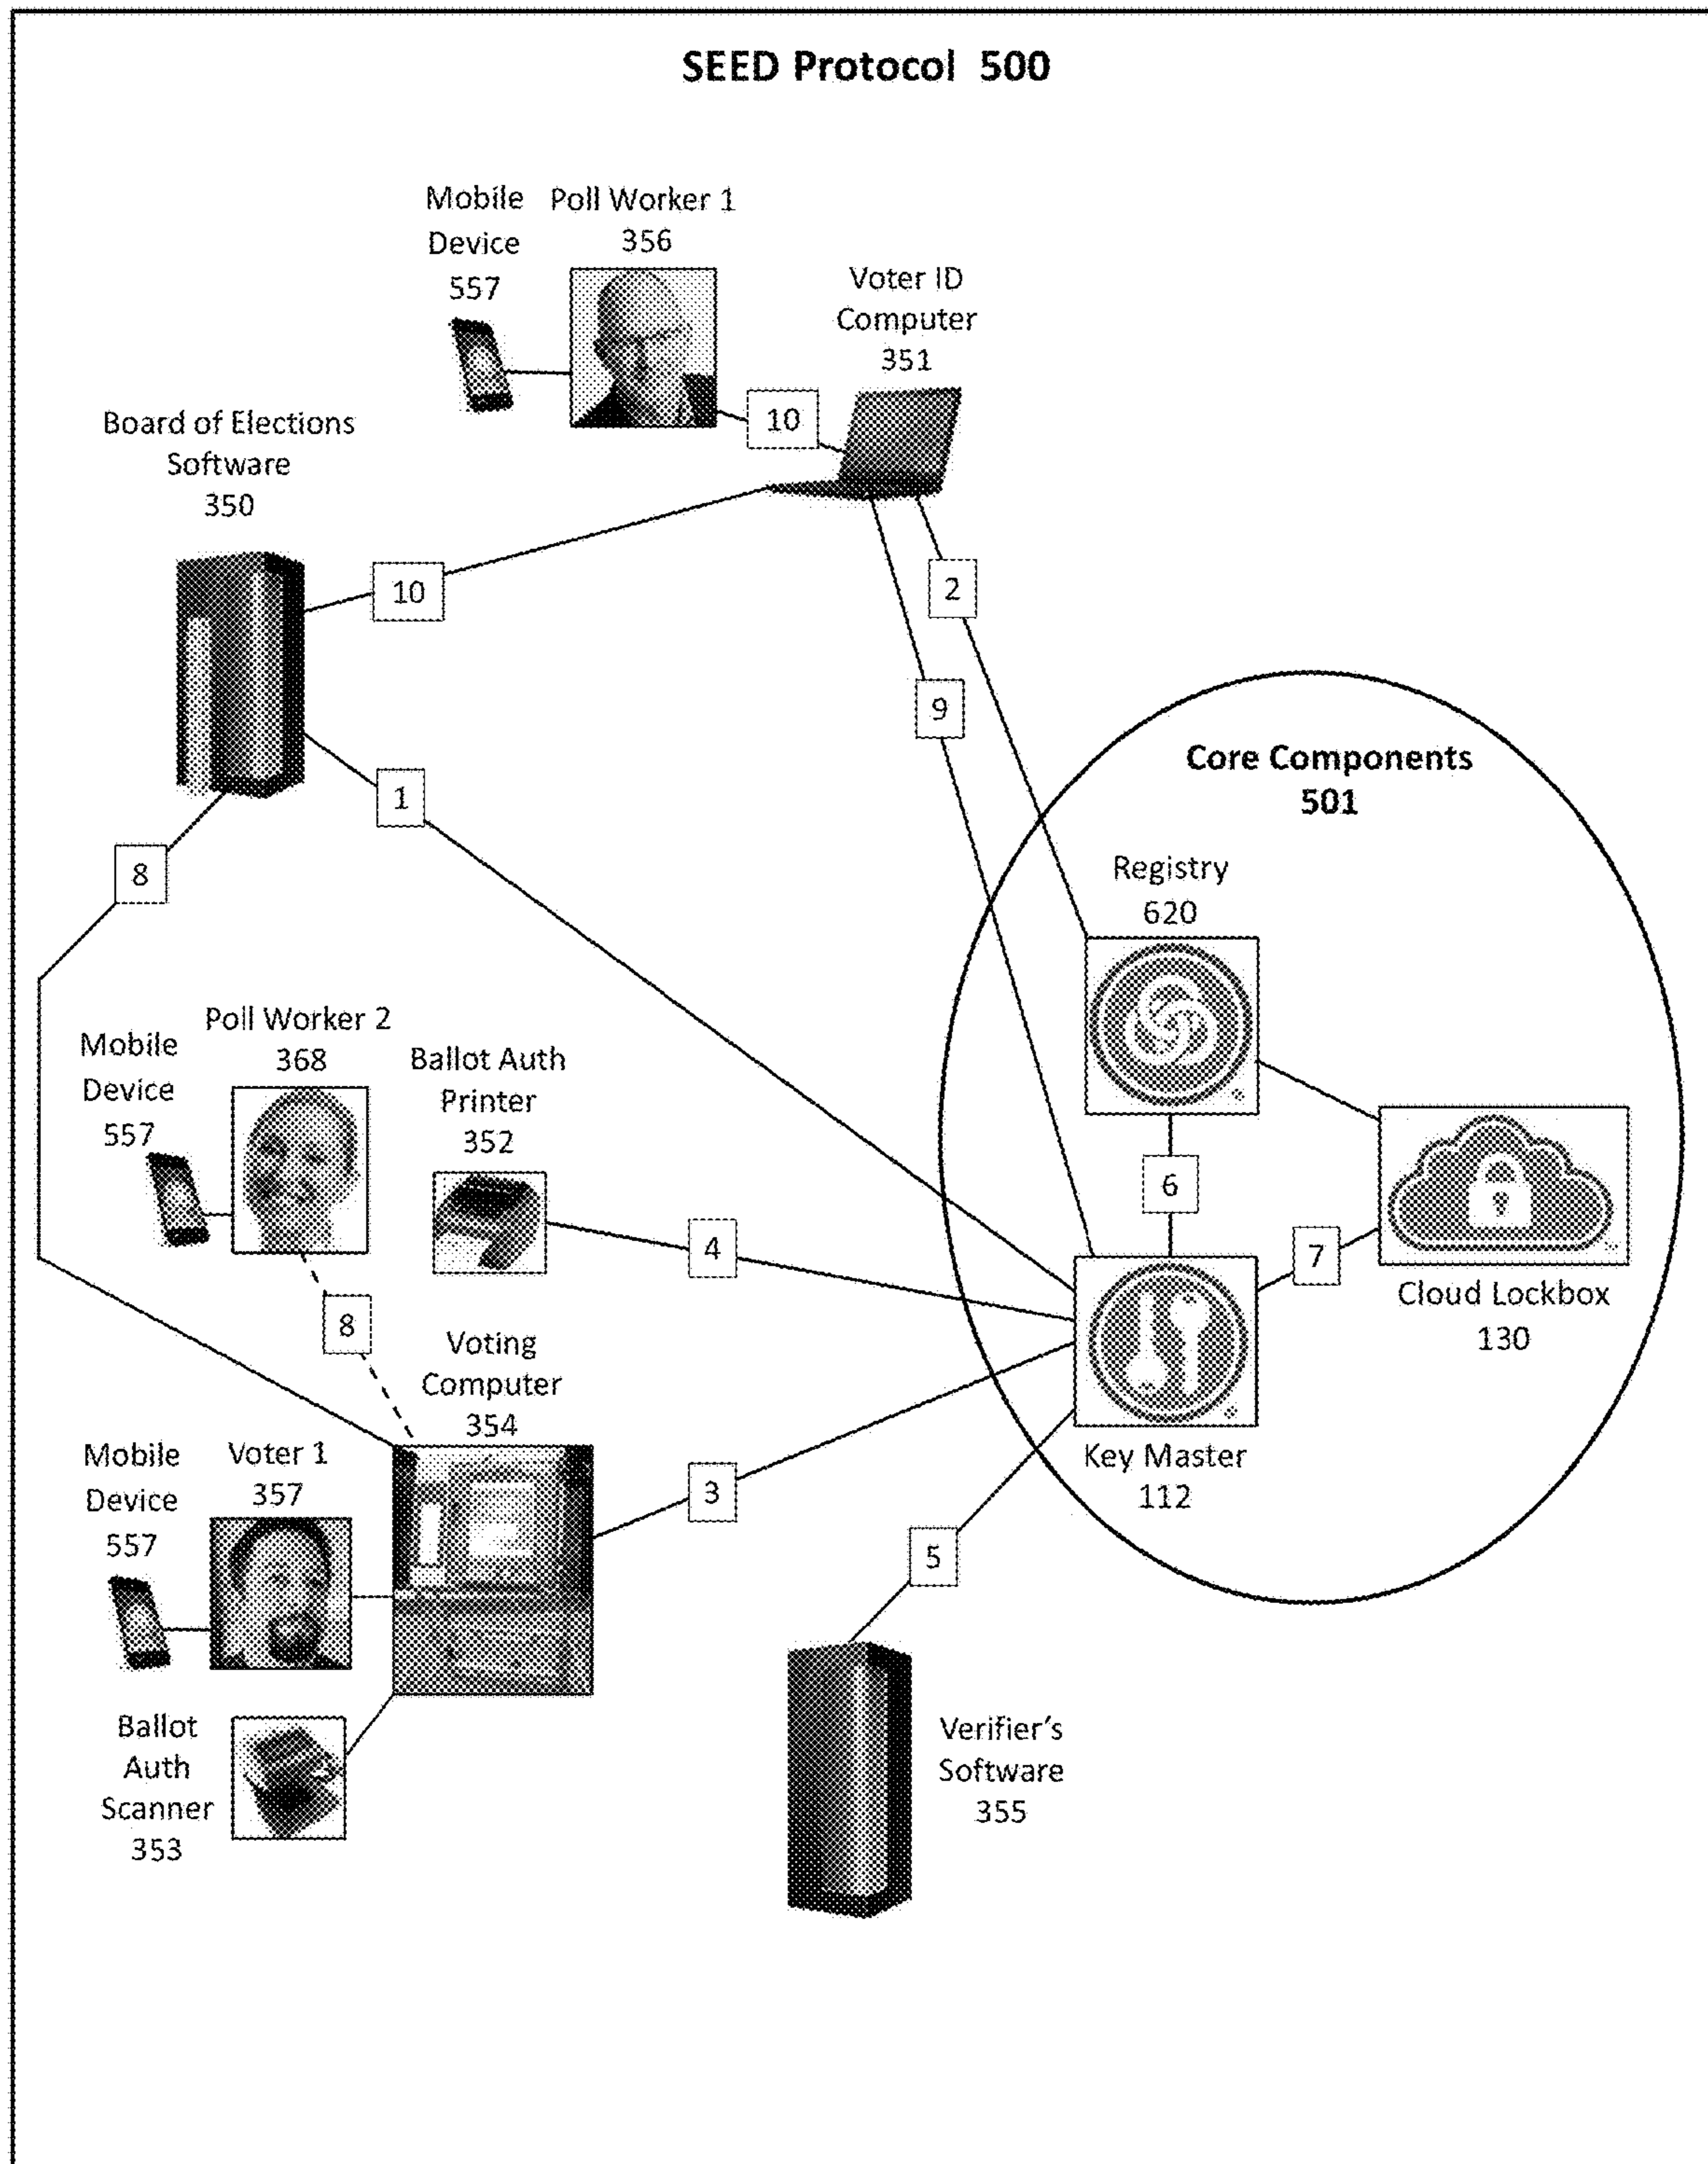 SEED Protocol 500
Mobile
Device
557
Poll Worker 1
356
Voter ID
Computer
351
10
Board of Elections
Software
350
10
2
9
1
8
Core Components
501
Registry
620
Poll Worker 2
368
Mobile
Device
557
Ballot Auth
Printer
352
6
4
7
Cloud Lockbox
130
8
Voting
Computer
354
Key Master
112
Mobile
Device
557
Voter 1
357
3
5
Ballot
Auth
Scanner
353
Verifier's
Software
355